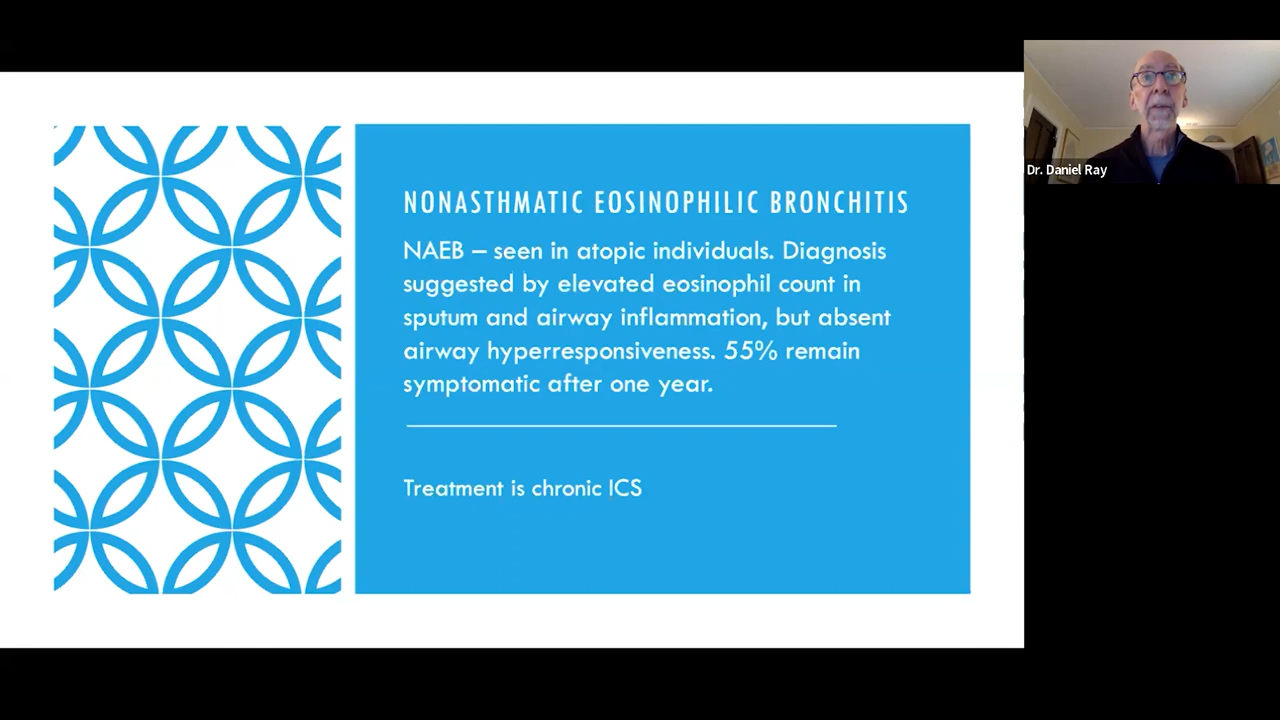 NONASTHMATIC EOSINOPHILIC BRONCHITIS
NAEB – seen in atopic individuals. Diagnosis
suggested by elevated eosinophil count in
sputum and airway inflammation, but absent
airway hyperresponsiveness. 55% remain
symptomatic after one year.
Treatment is chronic ICS
Dr. Daniel Ray